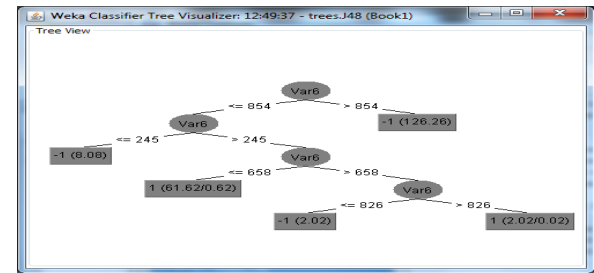 Weka Classifier Tree Visualizer: 12:49:37 - trees.J48 (Book1)
Tree View
Var6
<= 854 > 854
Var6 -1 (126.26)
<= 245 > 245
-1 (8.08) Var6
<= 658 > 658
1 (61.62/0.62) Var6
<= 826 > 826
-1 (2.02) 1 (2.02/0.02)